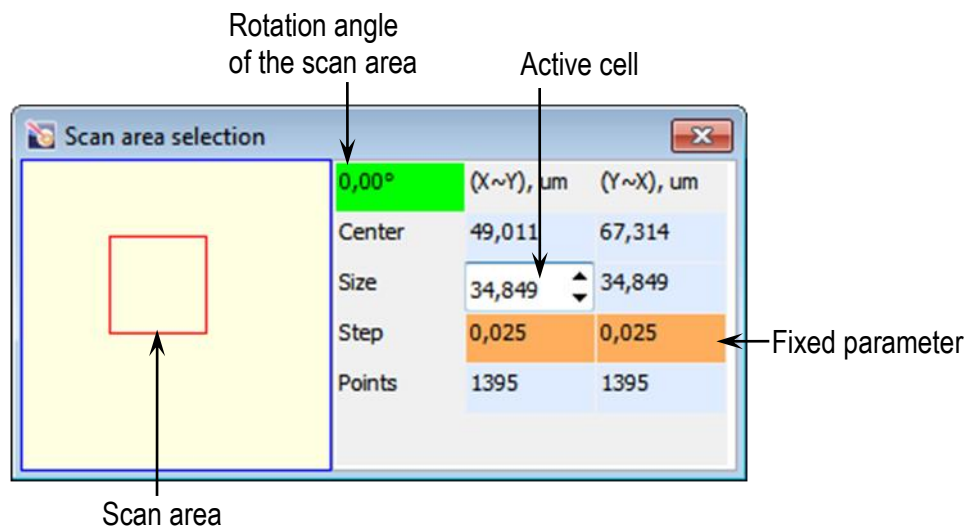 Rotation angle
of the scan area
Active cell
Scan area selection
0,00° (X~Y), um (Y~X), um
Center 49,011 67,314
Size 34,849 34,849
Step 0,025 0,025
Fixed parameter
Points 1395 1395
Scan area